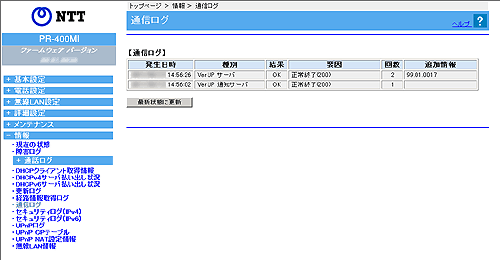 トップページ > 情報 > 通信ログ
NTT
通信ログ
ヘルプ ?
PR-400MI
ファームウェア バージョン
【通信ログ】
発生日時 種別 結果 要因 回数 追加情報
14:56:26 VerUP サーバ OK 正常終了(200) 2 99.01.0017
14:56:02 VerUP 通知サーバ OK 正常終了(200) 1
最新状態に更新
+ 基本設定
+ 電話設定
+ 無線LAN設定
+ 詳細設定
+ メンテナンス
- 情報
・現在の状態
・障害ログ
+ 通話ログ
・DHCPクライアント取得情報
・DHCPv4サーバ払い出し状況
・DHCPv6サーバ払い出し状況
・更新ログ
・経路情報取得ログ
・通信ログ
・セキュリティログ(IPv4)
・セキュリティログ(IPv6)
・UPnPログ
・UPnP CPテーブル
・UPnP NAT設定情報
・無線LAN情報